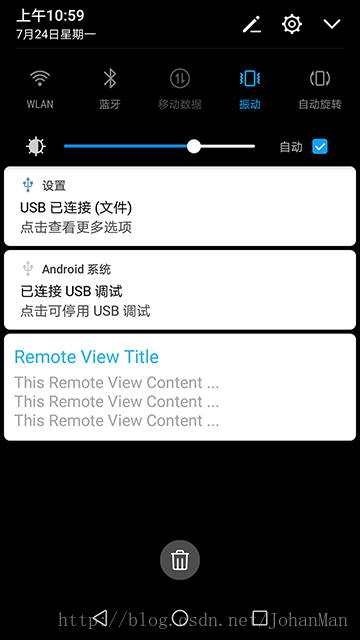 上午10:59
7月24日星期一
WLAN
蓝牙
移动数据
振动
自动旋转
自动
设置
USB 已连接 (文件)
点击查看更多选项
Android 系统
已连接 USB 调试
点击可停用 USB 调试
Remote View Title
This Remote View Content ...
This Remote View Content ...
This Remote View Content ...
http://blog.csdn.net/JohanMan